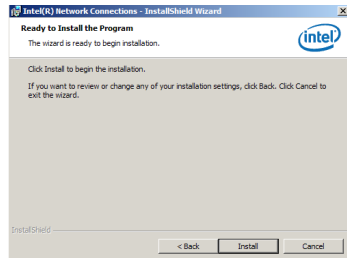 Intel(R) Network Connections - InstallShield Wizard
Ready to Install the Program
The wizard is ready to begin installation.
intel
Click Install to begin the installation.
If you want to review or change any of your installation settings, click Back. Click Cancel to
exit the wizard.
InstallShield
< Back Install Cancel